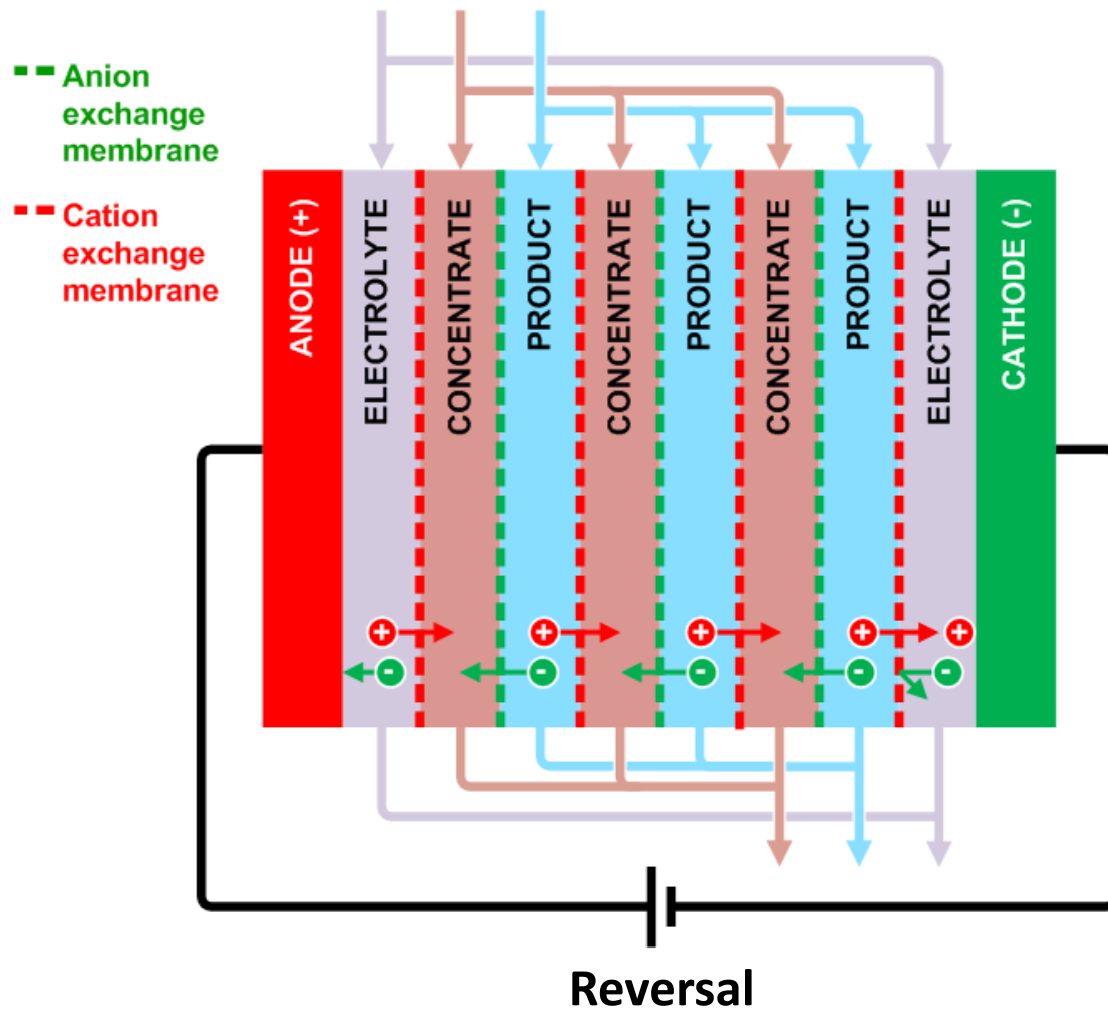 Anion
exchange
membrane
Cation
exchange
membrane
ANODE (+)
ELECTROLYTE
CONCENTRATE
PRODUCT
CONCENTRATE
PRODUCT
CONCENTRATE
PRODUCT
ELECTROLYTE
CATHODE (-)
+ + + + +
- - - - -
Reversal